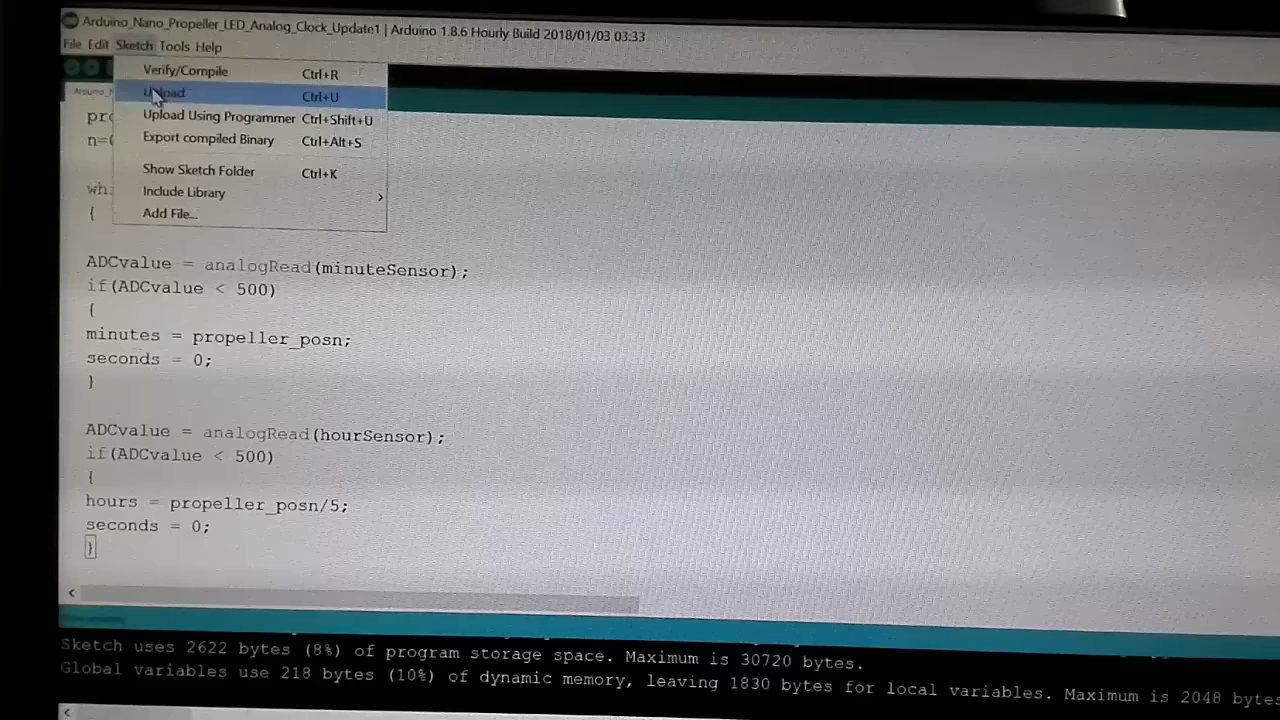 Arduino_Nano_Propeller_LED_Analog_Clock_Update1 | Arduino 1.8.6 Hourly Build 2018/01/03 03:33
File Edit Sketch Tools Help
Verify/Compile Ctrl+R
Upload Ctrl+U
Upload Using Programmer Ctrl+Shift+U
Export compiled Binary Ctrl+Alt+S
Show Sketch Folder Ctrl+K
Include Library >
Add File...
n=
{
ADCvalue = analogRead(minuteSensor);
if(ADCvalue < 500)
{
minutes = propeller_posn;
seconds = 0;
}
ADCvalue = analogRead(hourSensor);
if(ADCvalue < 500)
{
hours = propeller_posn/5;
seconds = 0;
}
Sketch uses 2622 bytes (8%) of program storage space. Maximum is 30720 bytes.
Global variables use 218 bytes (10%) of dynamic memory, leaving 1830 bytes for local variables. Maximum is 2048 bytes